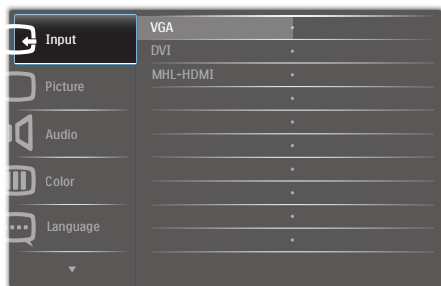 Input
Picture
Audio
Color
Language
VGA
DVI
MHL-HDMI